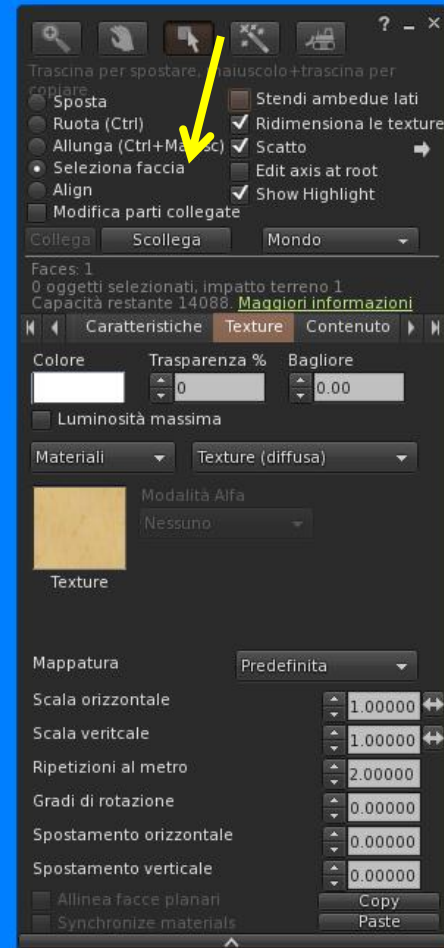 ? – ×
Trascina per spostare, maiuscolo+trascina per
copiare
Sposta
Stendi ambedue lati
Ruota (Ctrl)
Ridimensiona le texture
Allunga (Ctrl+Maiusc)
Scatto
Seleziona faccia
Edit axis at root
Align
Show Highlight
Modifica parti collegate
Collega Scollega Mondo
Faces: 1
0 oggetti selezionati, impatto terreno 1
Capacità restante 14088. Maggiori informazioni
Caratteristiche Texture Contenuto
Colore Trasparenza % Bagliore
0 0.00
Luminosità massima
Materiali Texture (diffusa)
Modalità Alfa
Nessuno
Texture
Mappatura Predefinita
Scala orizzontale 1.00000
Scala veritcale 1.00000
Ripetizioni al metro 2.00000
Gradi di rotazione 0.00000
Spostamento orizzontale 0.00000
Spostamento verticale 0.00000
Allinea facce planari Copy
Synchronize materials Paste